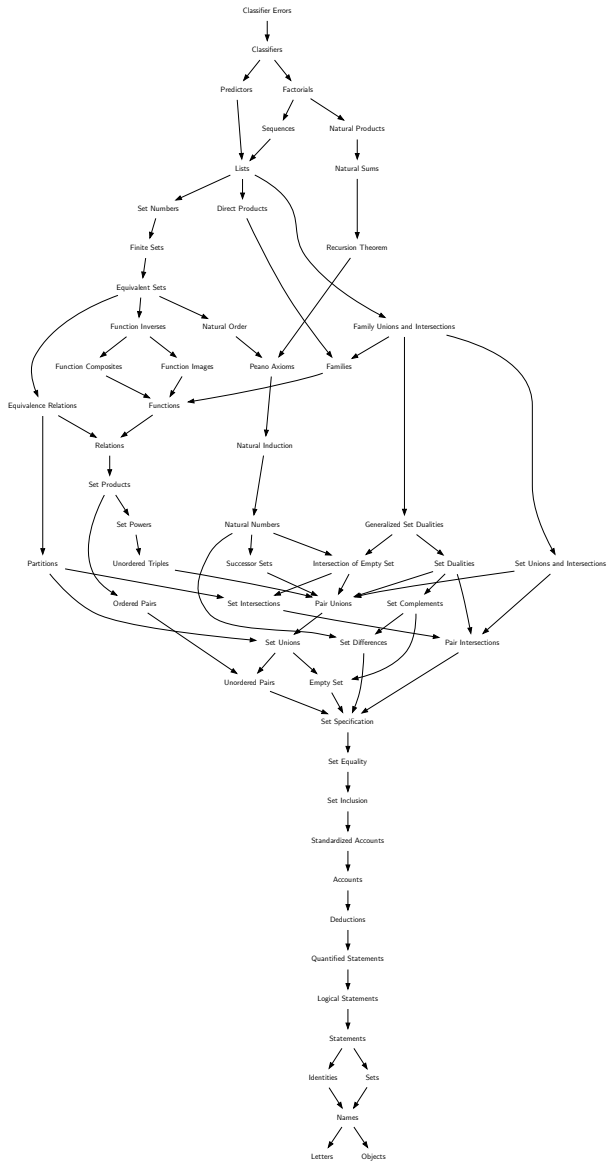 Classifier Errors
Classifiers
Predictors
Factorials
Sequences
Natural Products
Lists
Natural Sums
Set Numbers
Direct Products
Finite Sets
Recursion Theorem
Equivalent Sets
Function Inverses
Natural Order
Family Unions and Intersections
Function Composites
Function Images
Peano Axioms
Families
Equivalence Relations
Functions
Relations
Natural Induction
Set Products
Set Powers
Natural Numbers
Generalized Set Dualities
Partitions
Unordered Triples
Successor Sets
Intersection of Empty Set
Set Dualities
Set Unions and Intersections
Ordered Pairs
Set Intersections
Pair Unions
Set Complements
Set Unions
Set Differences
Pair Intersections
Unordered Pairs
Empty Set
Set Specification
Set Equality
Set Inclusion
Standardized Accounts
Accounts
Deductions
Quantified Statements
Logical Statements
Statements
Identities
Sets
Names
Letters
Objects